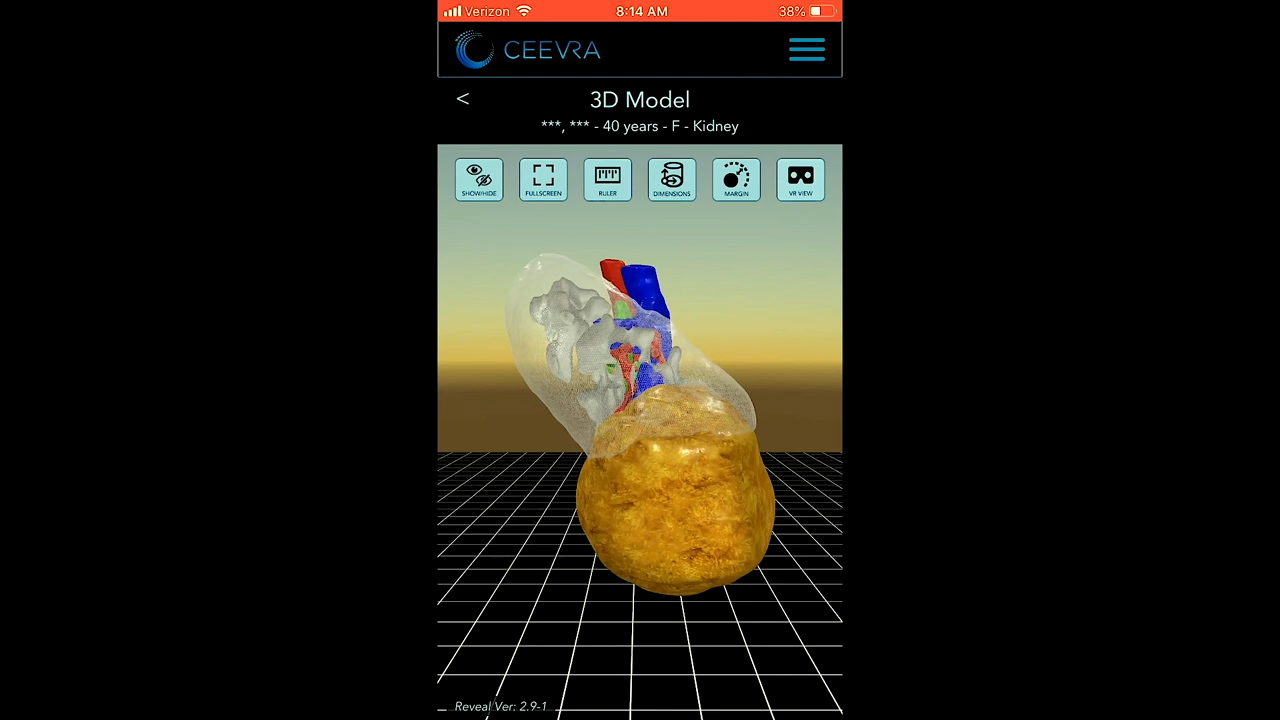 Verizon 8:14 AM 38%
CEEVRA
< 3D Model
***, *** - 40 years - F - Kidney
SHOW/HIDE FULLSCREEN RULER DIMENSIONS MARGIN VR VIEW
Reveal Ver: 2.9-1